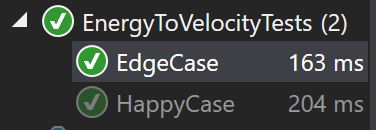 EnergyToVelocityTests (2)
EdgeCase 163 ms
HappyCase 204 ms